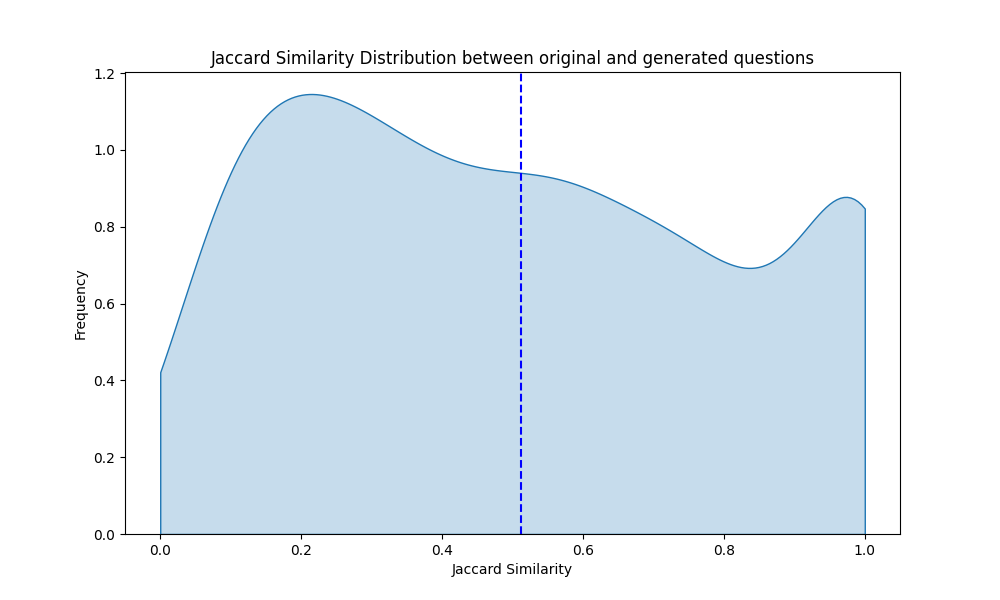 Jaccard Similarity Distribution between original and generated questions
1.2
1.0
0.8
0.6
0.4
0.2
0.0
Frequency
0.0 0.2 0.4 0.6 0.8 1.0
Jaccard Similarity